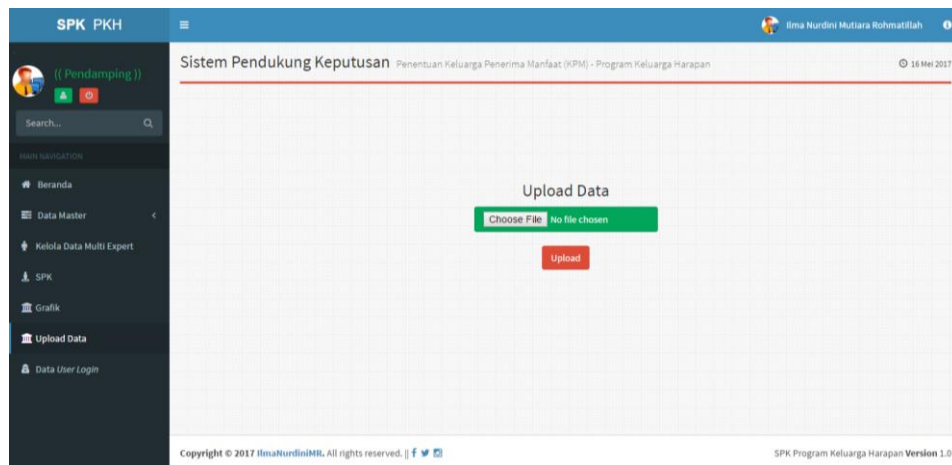 SPK PKH
Ilma Nurdini Mutiara Rohmatillah
(( Pendamping ))
Search...
MAIN NAVIGATION
Beranda
Data Master
Kelola Data Multi Expert
SPK
Grafik
Upload Data
Data User Login
Sistem Pendukung Keputusan Penentuan Keluarga Penerima Manfaat (KPM) - Program Keluarga Harapan
16 Mei 2017
Upload Data
Choose File No file chosen
Upload
Copyright © 2017 IlmaNurdiniMR. All rights reserved. ||
SPK Program Keluarga Harapan Version 1.0